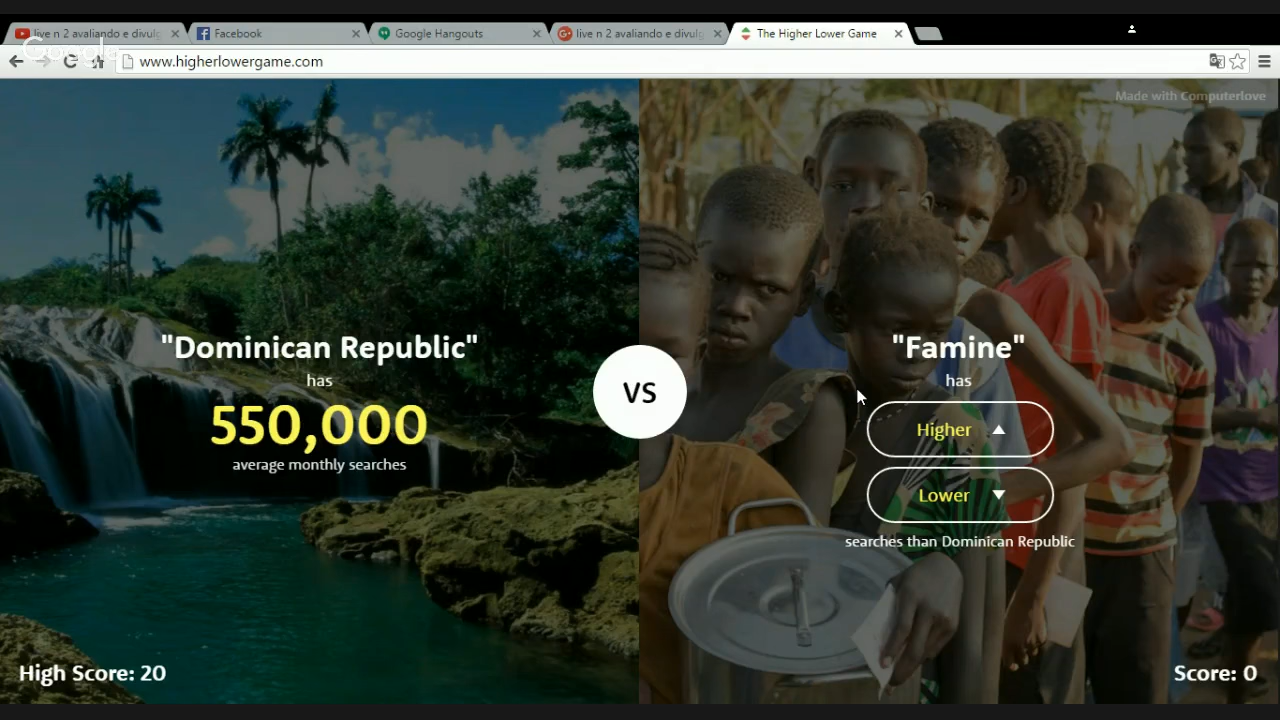 live n 2 avaliando e divulg
Facebook
Google Hangouts
live n 2 avaliando e divulg
The Higher Lower Game
Google
www.higherlowergame.com
Made with Computerlove
"Dominican Republic"
has
550,000
average monthly searches
VS
"Famine"
has
Higher
Lower
searches than Dominican Republic
High Score: 20
Score: 0